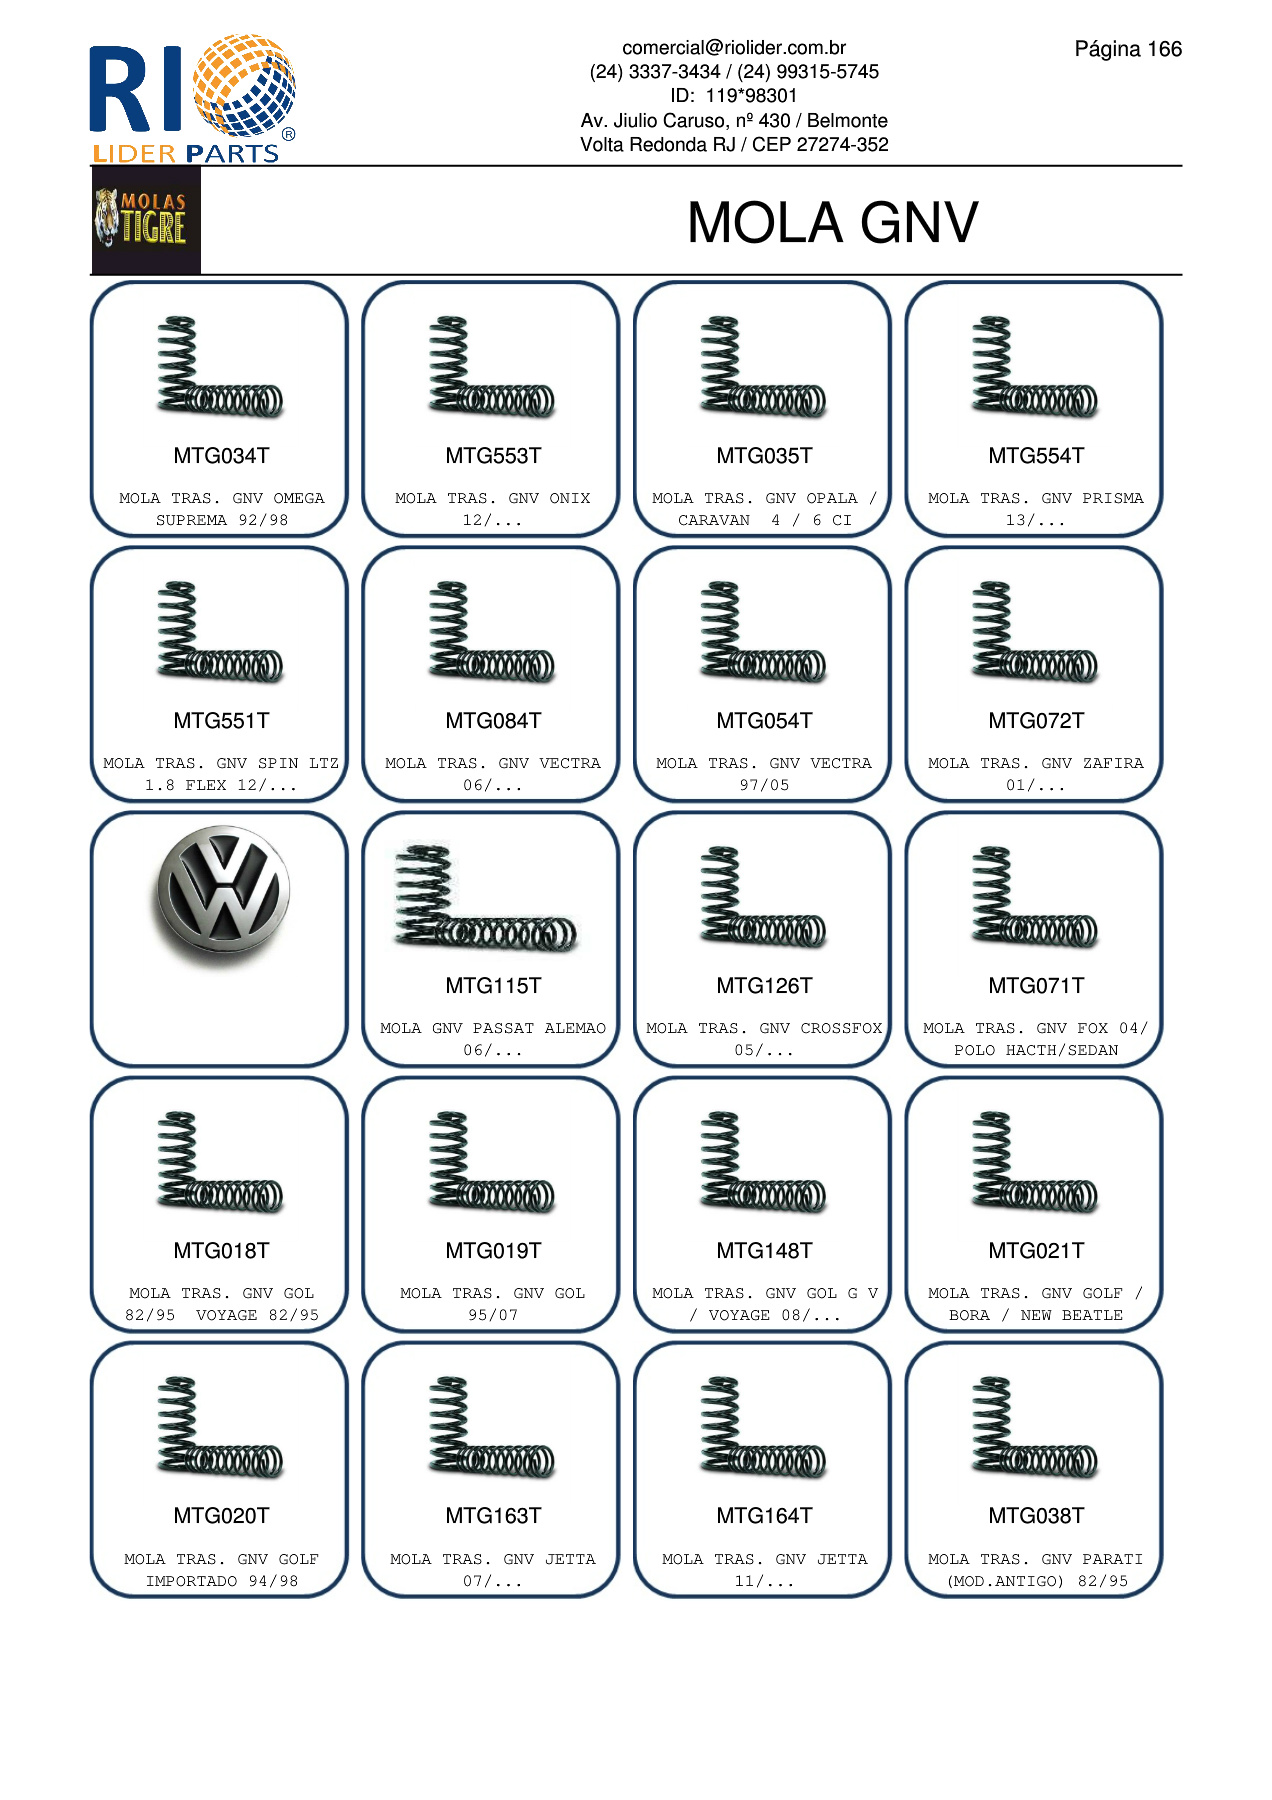 RIO
LIDER PARTS
®
comercial@riolider.com.br
(24) 3337-3434 / (24) 99315-5745
ID:  119*98301
Av. Jiulio Caruso, nº 430 / Belmonte
Volta Redonda RJ / CEP 27274-352
Página 166
MOLAS
TIGRE
MOLA GNV
MTG034T
MOLA TRAS. GNV OMEGA
SUPREMA 92/98
MTG553T
MOLA TRAS. GNV ONIX
12/...
MTG035T
MOLA TRAS. GNV OPALA /
CARAVAN  4 / 6 CI
MTG554T
MOLA TRAS. GNV PRISMA
13/...
MTG551T
MOLA TRAS. GNV SPIN LTZ
1.8 FLEX 12/...
MTG084T
MOLA TRAS. GNV VECTRA
06/...
MTG054T
MOLA TRAS. GNV VECTRA
97/05
MTG072T
MOLA TRAS. GNV ZAFIRA
01/...
MTG115T
MOLA GNV PASSAT ALEMAO
06/...
MTG126T
MOLA TRAS. GNV CROSSFOX
05/...
MTG071T
MOLA TRAS. GNV FOX 04/
POLO HACTH/SEDAN
MTG018T
MOLA TRAS. GNV GOL
82/95  VOYAGE 82/95
MTG019T
MOLA TRAS. GNV GOL
95/07
MTG148T
MOLA TRAS. GNV GOL G V
/ VOYAGE 08/...
MTG021T
MOLA TRAS. GNV GOLF /
BORA / NEW BEATLE
MTG020T
MOLA TRAS. GNV GOLF
IMPORTADO 94/98
MTG163T
MOLA TRAS. GNV JETTA
07/...
MTG164T
MOLA TRAS. GNV JETTA
11/...
MTG038T
MOLA TRAS. GNV PARATI
(MOD.ANTIGO) 82/95